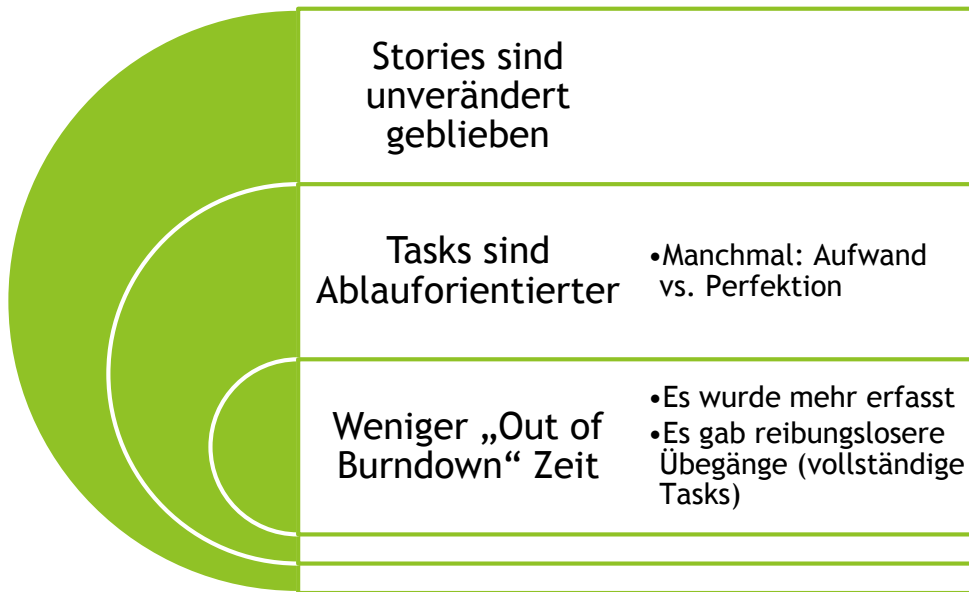 Stories sind
unverändert
geblieben
Tasks sind
Ablauforientierter
•Manchmal: Aufwand
vs. Perfektion
Weniger „Out of
Burndown“ Zeit
•Es wurde mehr erfasst
•Es gab reibungslosere
Übegänge (vollständige
Tasks)